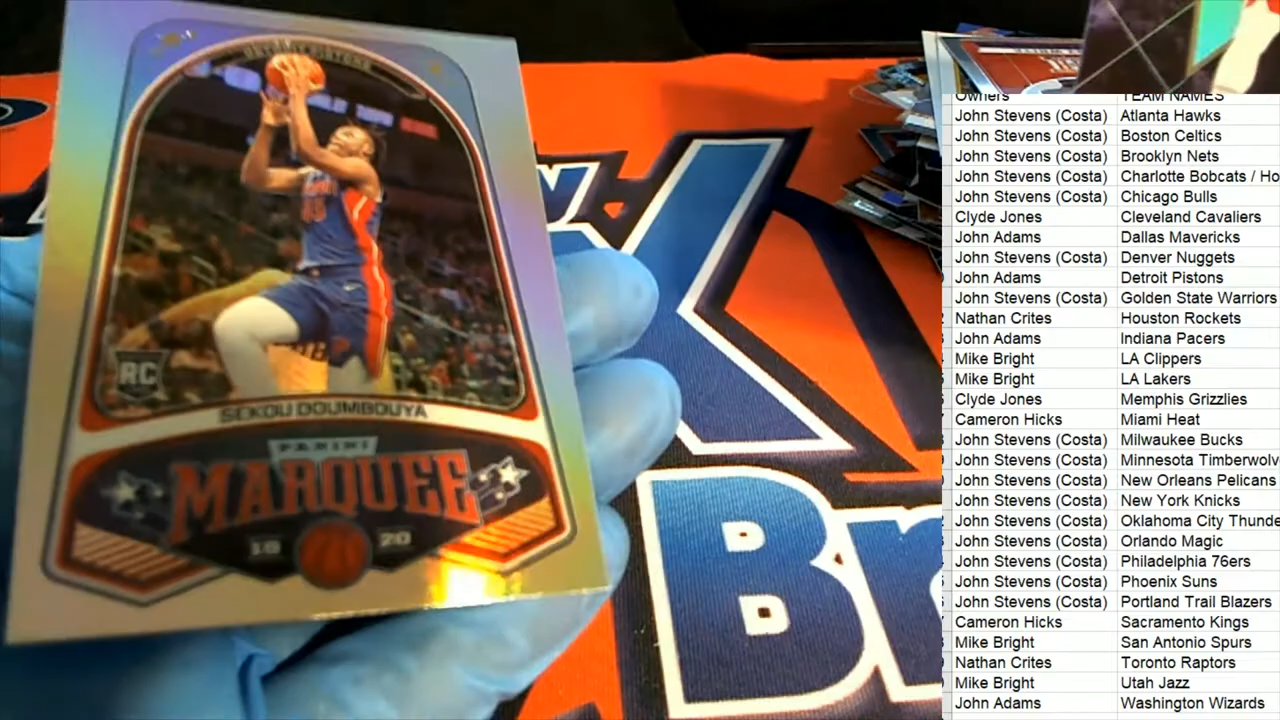 DETROIT PISTONS
RC
SEKOU DOUMBOUYA
PANINI
MARQUEE
19 20
Br
Owners TEAM NAMES
John Stevens (Costa) Atlanta Hawks
John Stevens (Costa) Boston Celtics
John Stevens (Costa) Brooklyn Nets
John Stevens (Costa) Charlotte Bobcats / Ho
John Stevens (Costa) Chicago Bulls
Clyde Jones Cleveland Cavaliers
John Adams Dallas Mavericks
John Stevens (Costa) Denver Nuggets
John Adams Detroit Pistons
John Stevens (Costa) Golden State Warriors
Nathan Crites Houston Rockets
John Adams Indiana Pacers
Mike Bright LA Clippers
Mike Bright LA Lakers
Clyde Jones Memphis Grizzlies
Cameron Hicks Miami Heat
John Stevens (Costa) Milwaukee Bucks
John Stevens (Costa) Minnesota Timberwolv
John Stevens (Costa) New Orleans Pelicans
John Stevens (Costa) New York Knicks
John Stevens (Costa) Oklahoma City Thunde
John Stevens (Costa) Orlando Magic
John Stevens (Costa) Philadelphia 76ers
John Stevens (Costa) Phoenix Suns
John Stevens (Costa) Portland Trail Blazers
Cameron Hicks Sacramento Kings
Mike Bright San Antonio Spurs
Nathan Crites Toronto Raptors
Mike Bright Utah Jazz
John Adams Washington Wizards